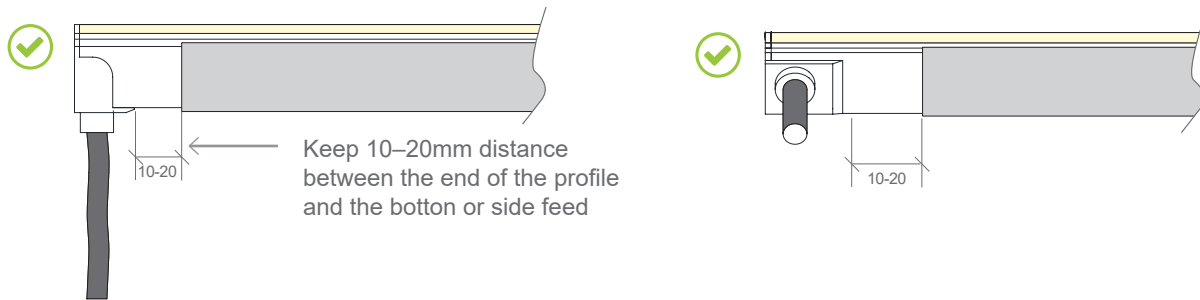 10-20
Keep 10–20mm distance
between the end of the profile
and the botton or side feed
10-20